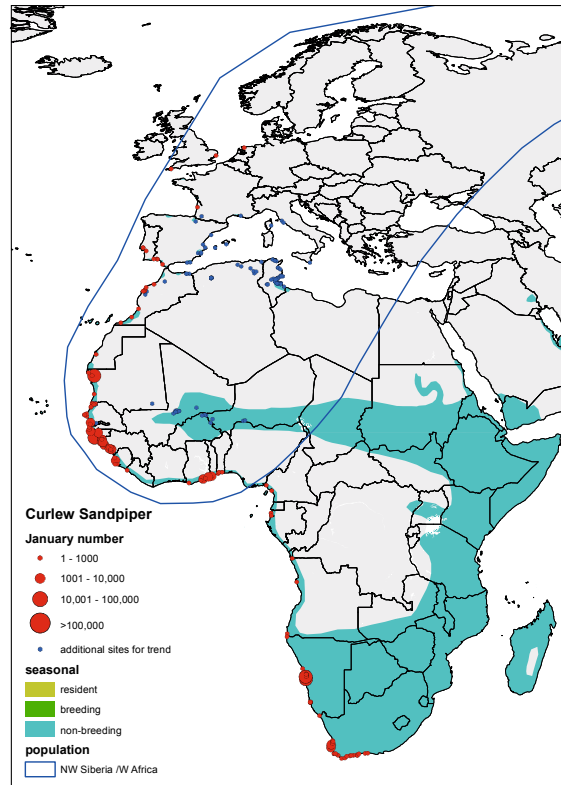 Curlew Sandpiper
January number
1 - 1000
1001 - 10,000
10,001 - 100,000
>100,000
additional sites for trend
seasonal
resident
breeding
non-breeding
population
NW Siberia /W Africa